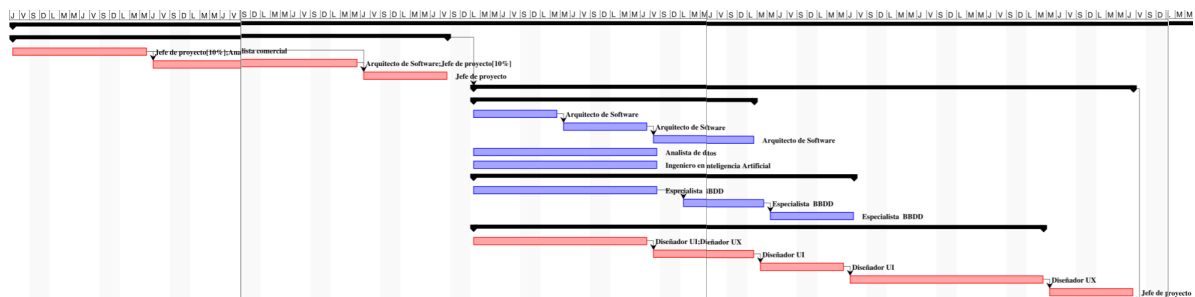 J V S D L M M J V S D L M M J V S D L M M J V S D L M M J V S D L M M J V S D L M M J V S D L M M J V S D L M M J V S D L M M J V S D L M M J V S D L M M J V S D L M M J V S D L M M J V S D L M M J V S D L M M
Jefe de proyecto[10%];Analista comercial
Arquitecto de Software;Jefe de proyecto[10%]
Jefe de proyecto
Arquitecto de Software
Arquitecto de Software
Arquitecto de Software
Analista de datos
Ingeniero en Inteligencia Artificial
Especialista BBDD
Especialista BBDD
Especialista BBDD
Diseñador UI;Diseñador UX
Diseñador UI
Diseñador UI
Diseñador UX
Jefe de proyecto